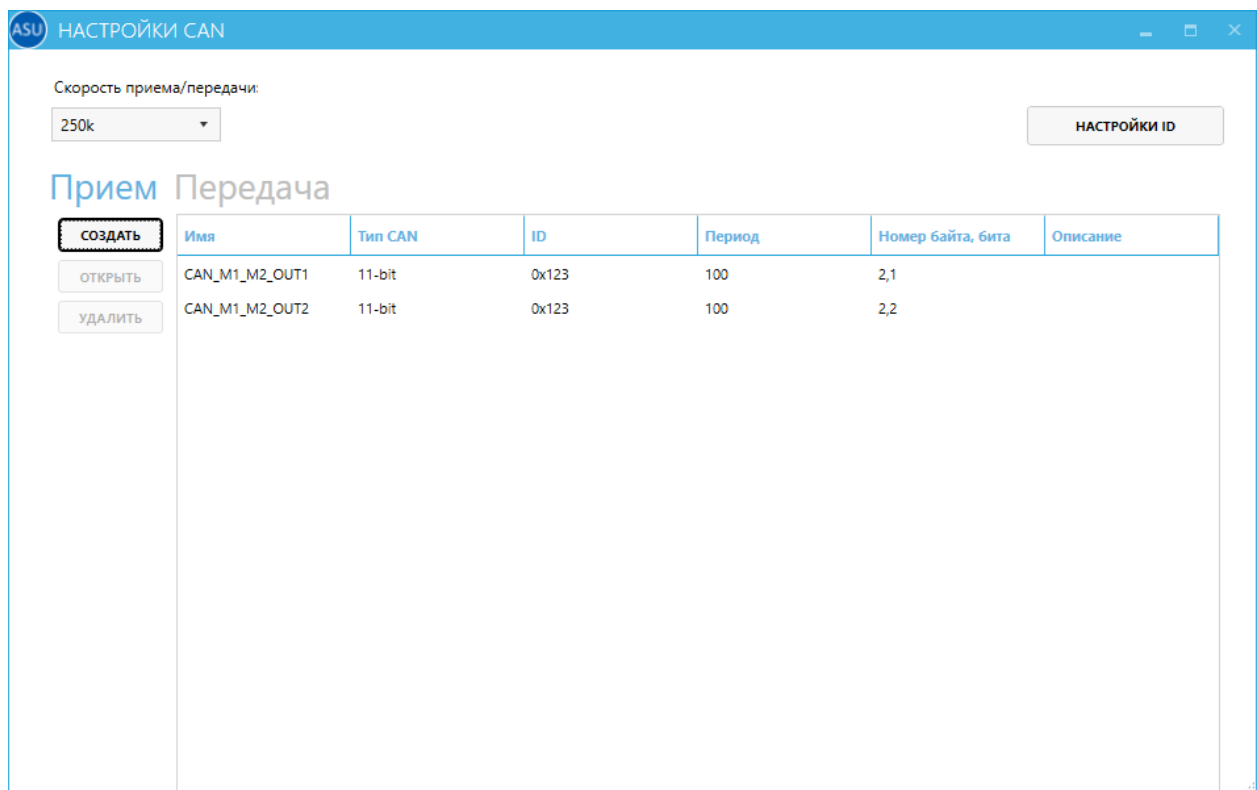 ASU НАСТРОЙКИ CAN
Скорость приема/передачи:
250k
НАСТРОЙКИ ID
Прием Передача
СОЗДАТЬ
ОТКРЫТЬ
УДАЛИТЬ
Имя Тип CAN ID Период Номер байта, бита Описание
CAN_M1_M2_OUT1 11-bit 0x123 100 2,1
CAN_M1_M2_OUT2 11-bit 0x123 100 2,2